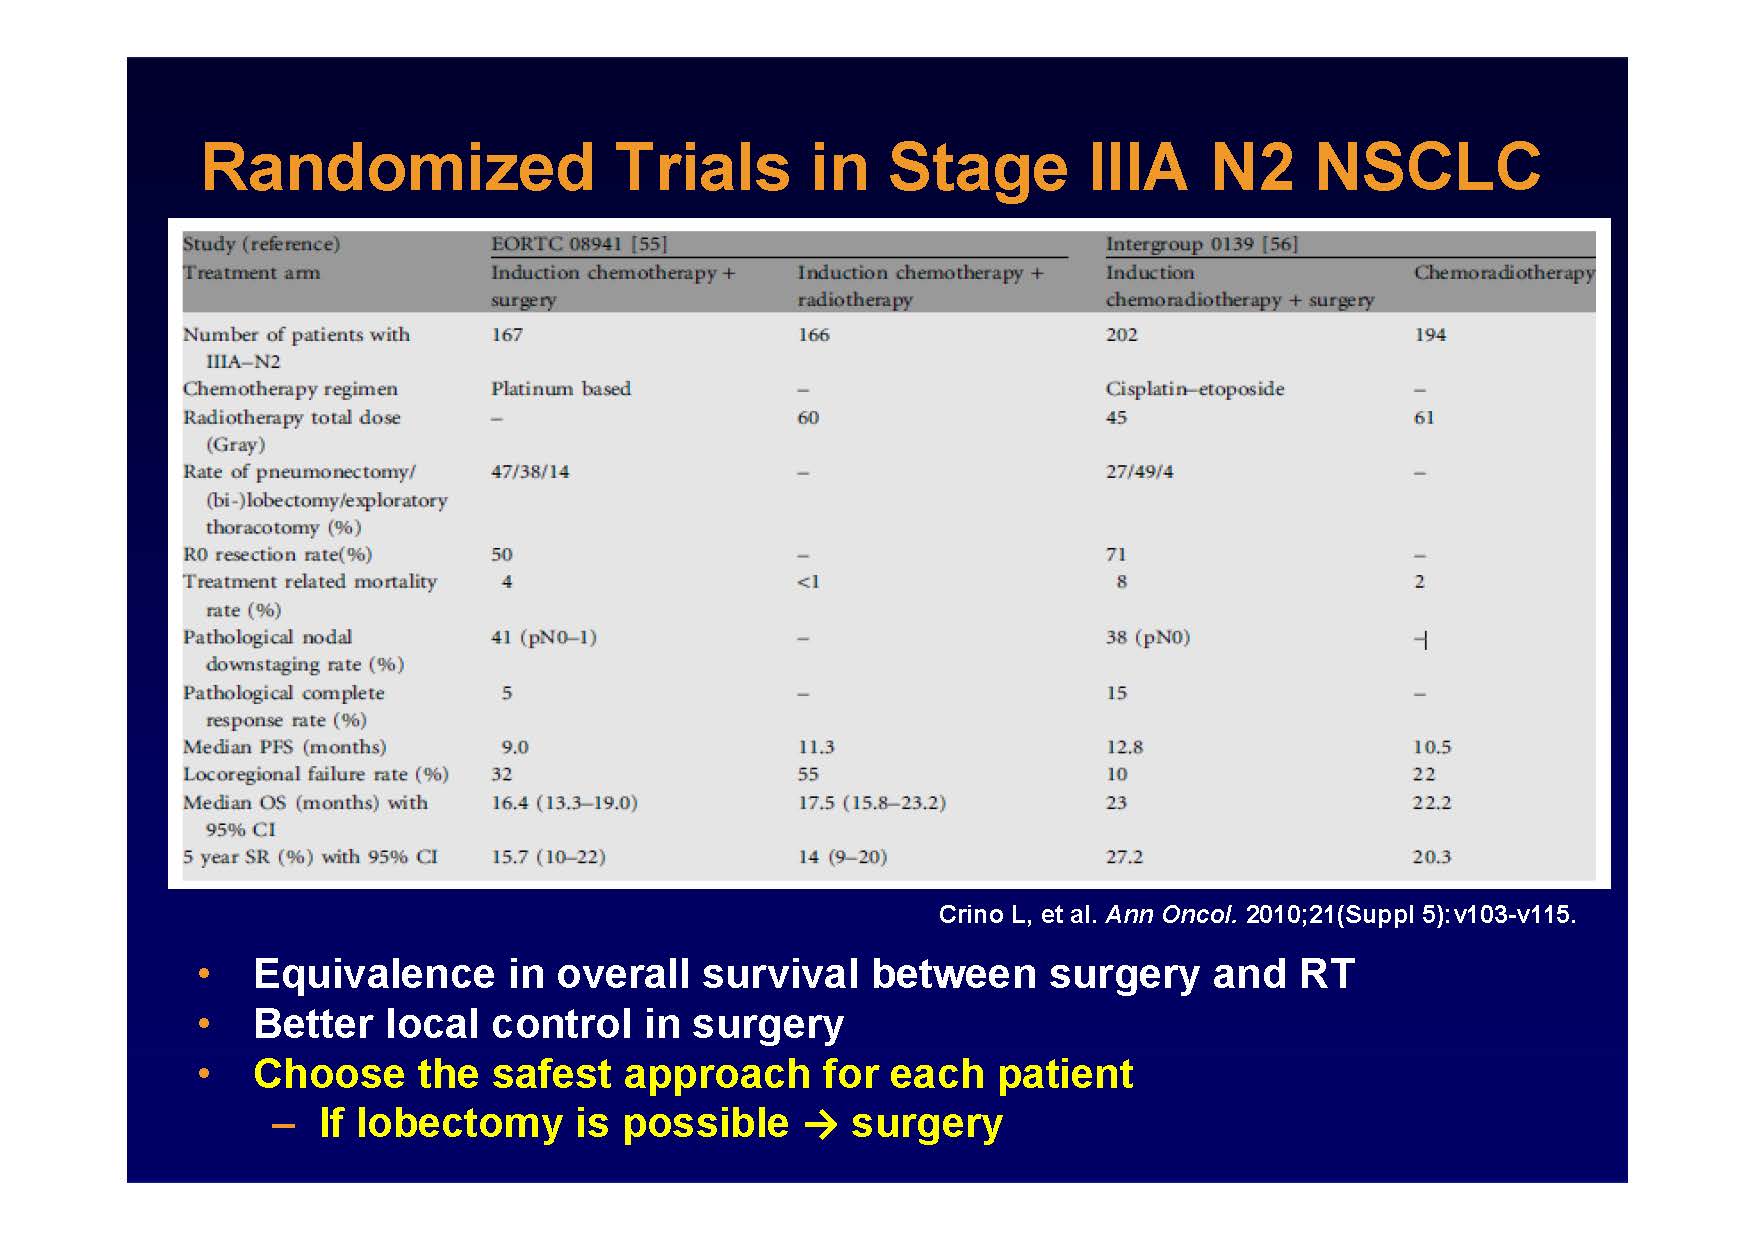 Randomized Trials in Stage IIIA N2 NSCLC
Study (reference) EORTC 08941 [55] Intergroup 0139 [56]
Treatment arm Induction chemotherapy + Induction chemotherapy + Induction Chemoradiotherapy
surgery radiotherapy chemoradiotherapy + surgery
Number of patients with 167 166 202 194
IIIA–N2
Chemotherapy regimen Platinum based – Cisplatin–etoposide –
Radiotherapy total dose – 60 45 61
(Gray)
Rate of pneumonectomy/ 47/38/14 – 27/49/4 –
(bi-)lobectomy/exploratory
thoracotomy (%)
R0 resection rate(%) 50 – 71 –
Treatment related mortality 4 <1 8 2
rate (%)
Pathological nodal 41 (pN0–1) – 38 (pN0) –
downstaging rate (%)
Pathological complete 5 – 15 –
response rate (%)
Median PFS (months) 9.0 11.3 12.8 10.5
Locoregional failure rate (%) 32 55 10 22
Median OS (months) with 16.4 (13.3–19.0) 17.5 (15.8–23.2) 23 22.2
95% CI
5 year SR (%) with 95% CI 15.7 (10–22) 14 (9–20) 27.2 20.3
Crino L, et al. Ann Oncol. 2010;21(Suppl 5):v103-v115.
• Equivalence in overall survival between surgery and RT
• Better local control in surgery
• Choose the safest approach for each patient
– If lobectomy is possible → surgery